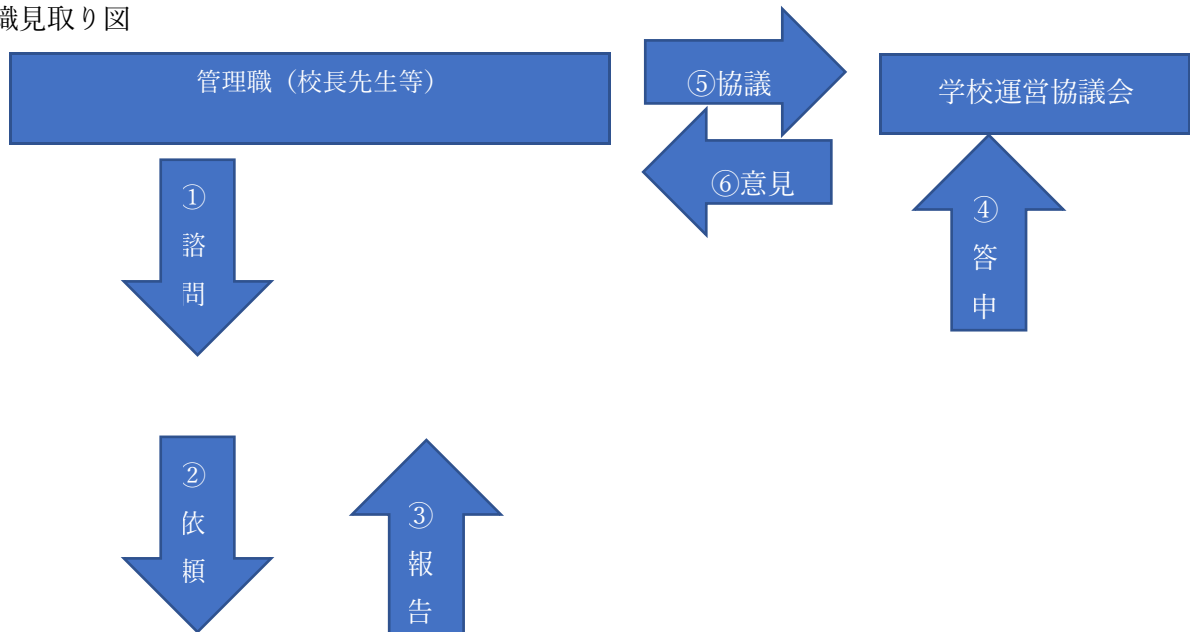 織見取り図
管理職（校長先生等）
⑤協議
学校運営協議会
⑥意見
①諮問
④答申
②依頼
③報告